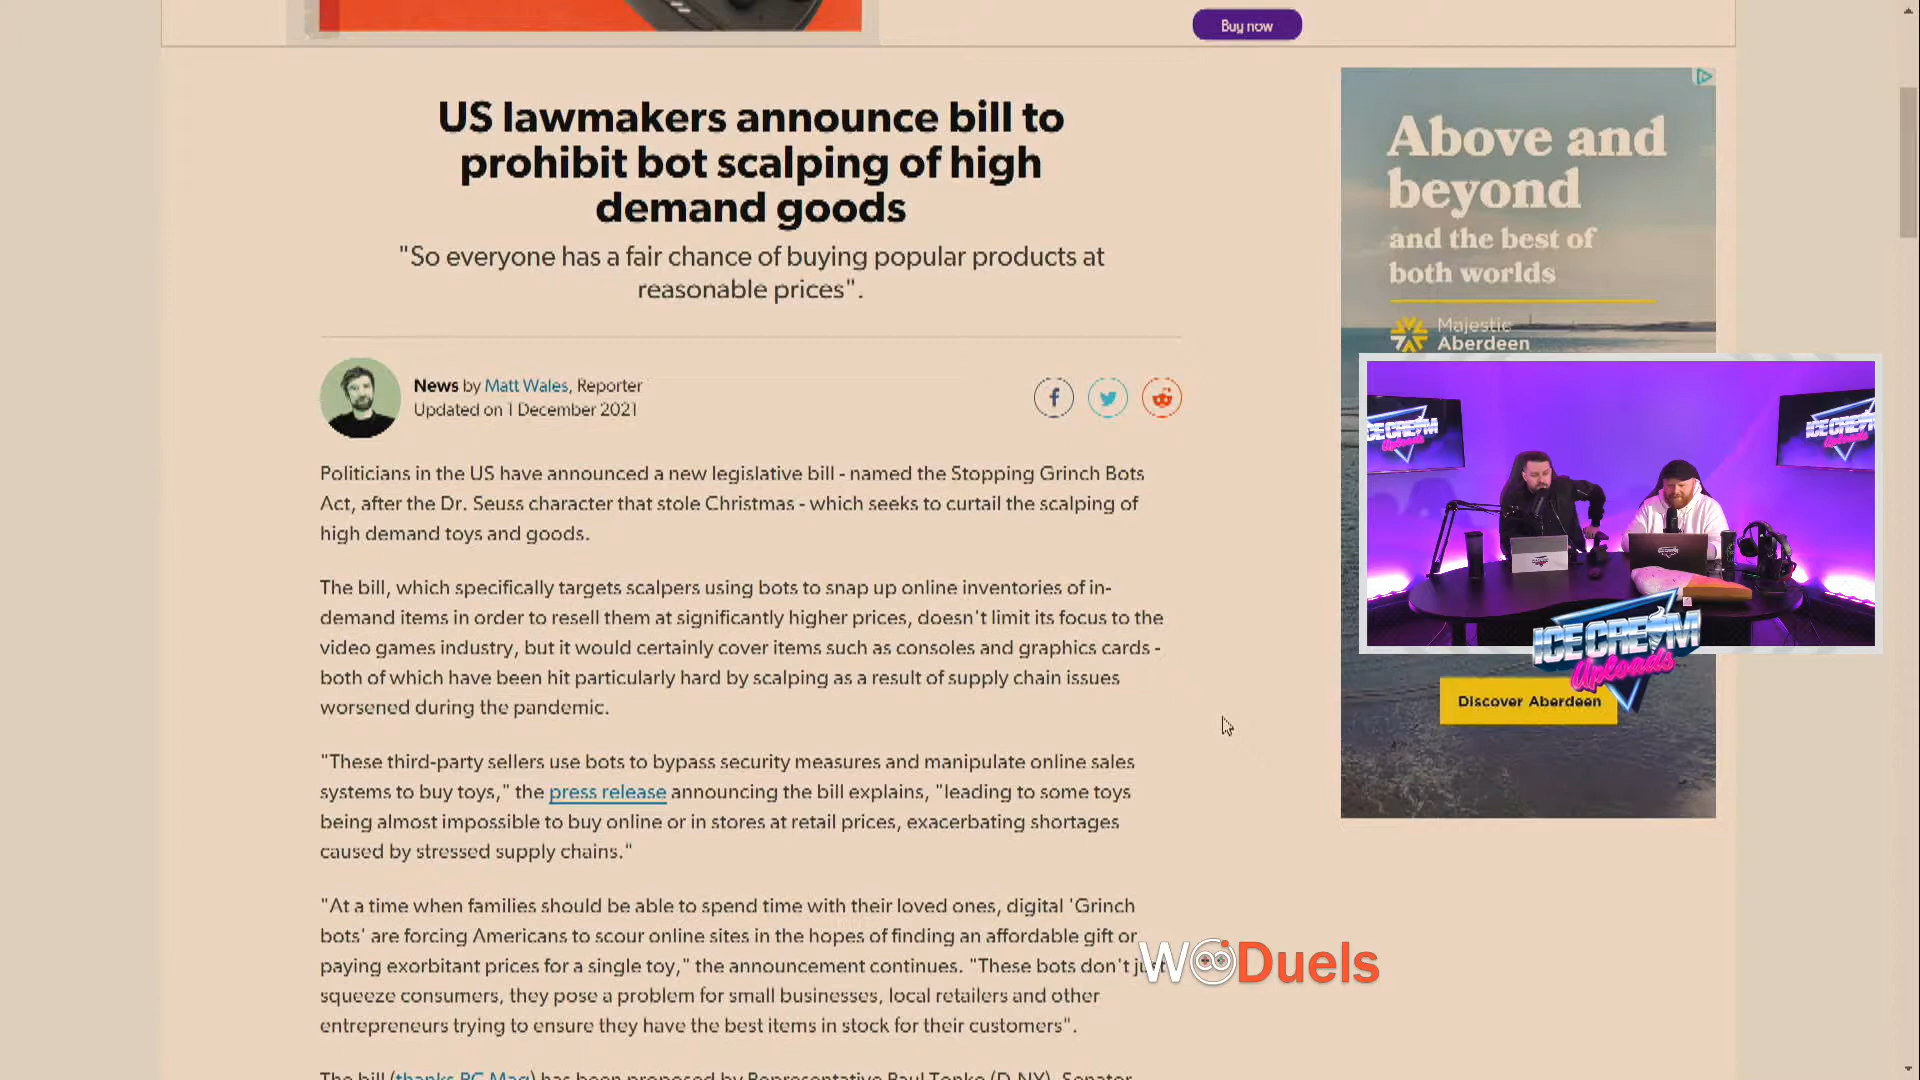 Buy now
US lawmakers announce bill to
prohibit bot scalping of high
demand goods
"So everyone has a fair chance of buying popular products at
reasonable prices".
News by Matt Wales, Reporter
Updated on 1 December 2021
Politicians in the US have announced a new legislative bill - named the Stopping Grinch Bots
Act, after the Dr. Seuss character that stole Christmas - which seeks to curtail the scalping of
high demand toys and goods.
The bill, which specifically targets scalpers using bots to snap up online inventories of in-
demand items in order to resell them at significantly higher prices, doesn't limit its focus to the
video games industry, but it would certainly cover items such as consoles and graphics cards -
both of which have been hit particularly hard by scalping as a result of supply chain issues
worsened during the pandemic.
"These third-party sellers use bots to bypass security measures and manipulate online sales
systems to buy toys," the press release announcing the bill explains, "leading to some toys
being almost impossible to buy online or in stores at retail prices, exacerbating shortages
caused by stressed supply chains."
"At a time when families should be able to spend time with their loved ones, digital 'Grinch
bots' are forcing Americans to scour online sites in the hopes of finding an affordable gift or
paying exorbitant prices for a single toy," the announcement continues. "These bots don't just
squeeze consumers, they pose a problem for small businesses, local retailers and other
entrepreneurs trying to ensure they have the best items in stock for their customers".
The bill (thanks PC Mag) has been proposed by Representative Paul Tonko (D-NY), Senator
Above and
beyond
and the best of
both worlds
Majestic
Aberdeen
ICE CREAM
Uploads
ICE CREAM
Uploads
ICE CREAM
Uploads
Discover Aberdeen
WooDuels